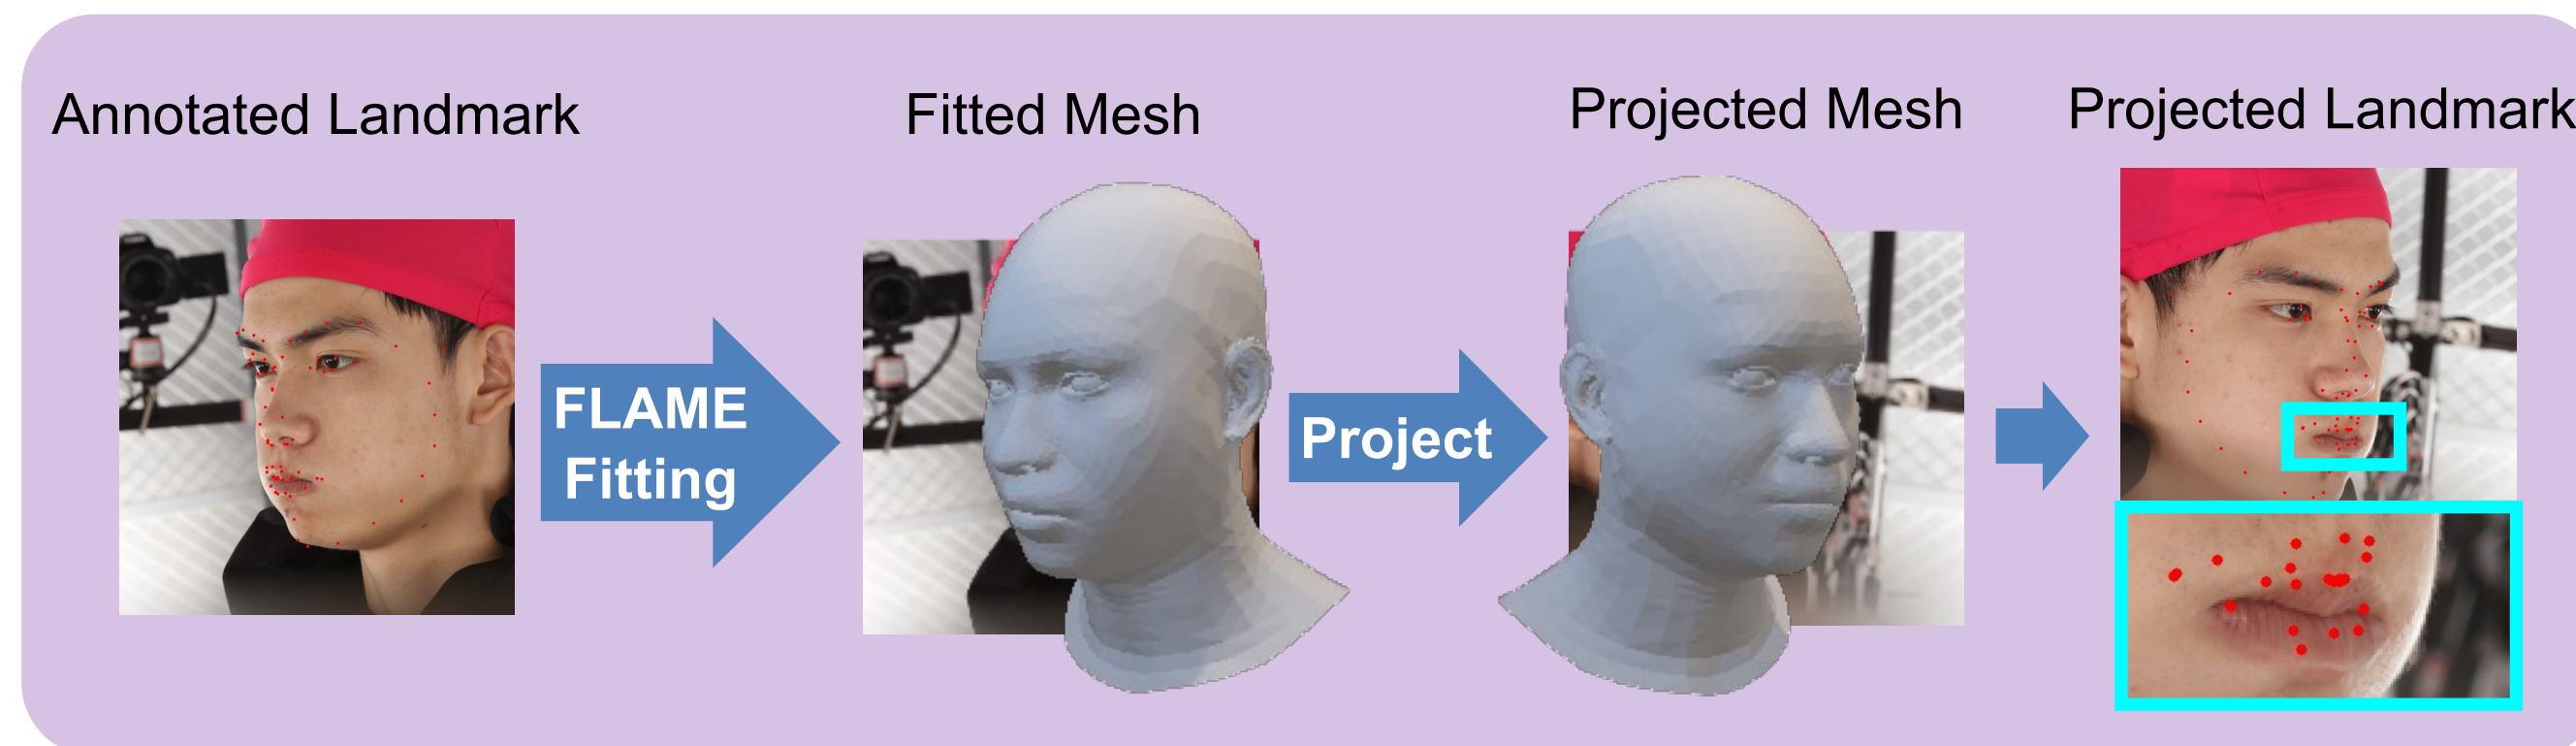 Annotated Landmark
Fitted Mesh
Projected Mesh
Projected Landmark
FLAME
Fitting
Project